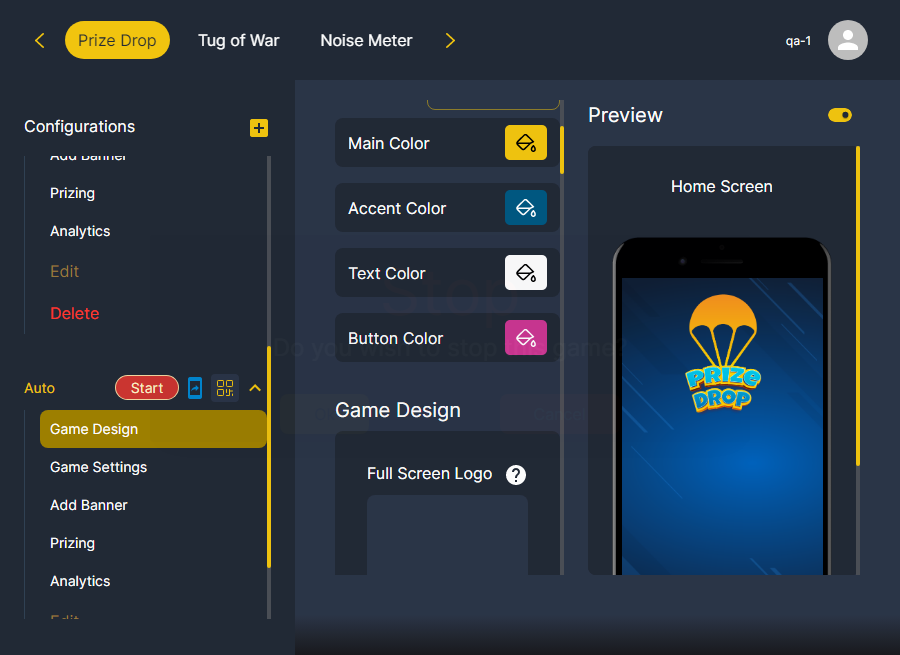 Prize Drop
Tug of War
Noise Meter
qa-1
Configurations
Add Banner
Prizing
Analytics
Edit
Delete
Auto
Start
Game Design
Game Settings
Add Banner
Prizing
Analytics
Edit
Main Color
Accent Color
Text Color
Button Color
Stop
Do you wish to stop the game?
Game Design
Full Screen Logo
?
Preview
Home Screen
PRIZE
DROP